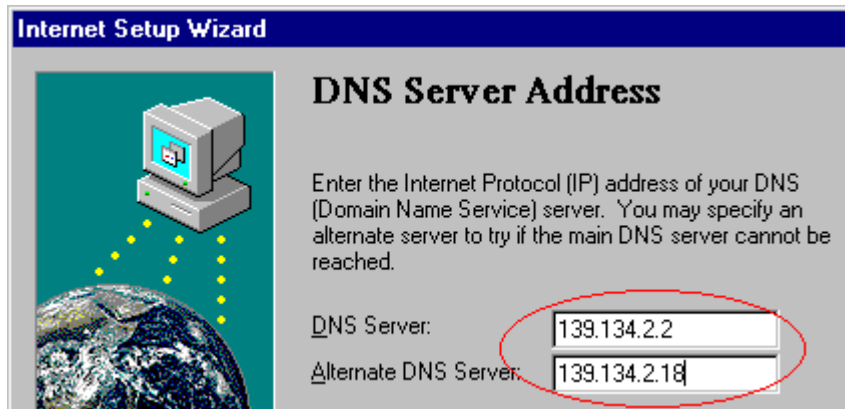 Internet Setup Wizard
DNS Server Address
Enter the Internet Protocol (IP) address of your DNS
(Domain Name Service) server.  You may specify an
alternate server to try if the main DNS server cannot be
reached.
DNS Server: 139.134.2.2
Alternate DNS Server: 139.134.2.18